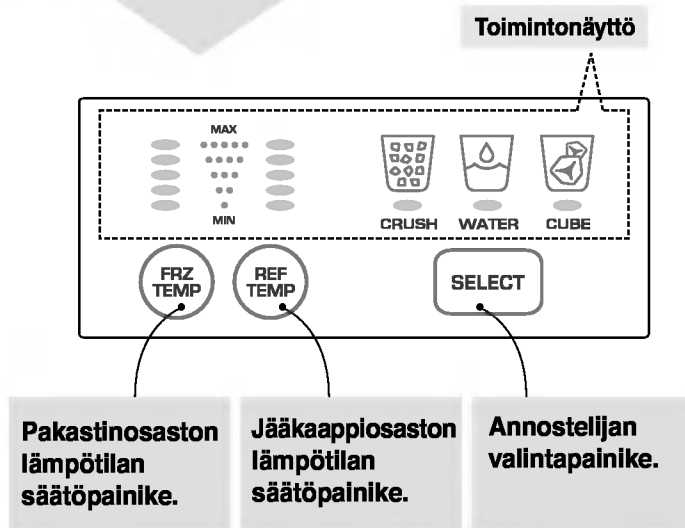 Toimintonäyttö
MAX
MIN
CRUSH WATER CUBE
FRZ
TEMP
REF
TEMP
SELECT
Pakastinosaston
lämpötilan
säätöpainike.
Jääkaappiosaston
lämpötilan
säätöpainike.
Annostelijan
valintapainike.